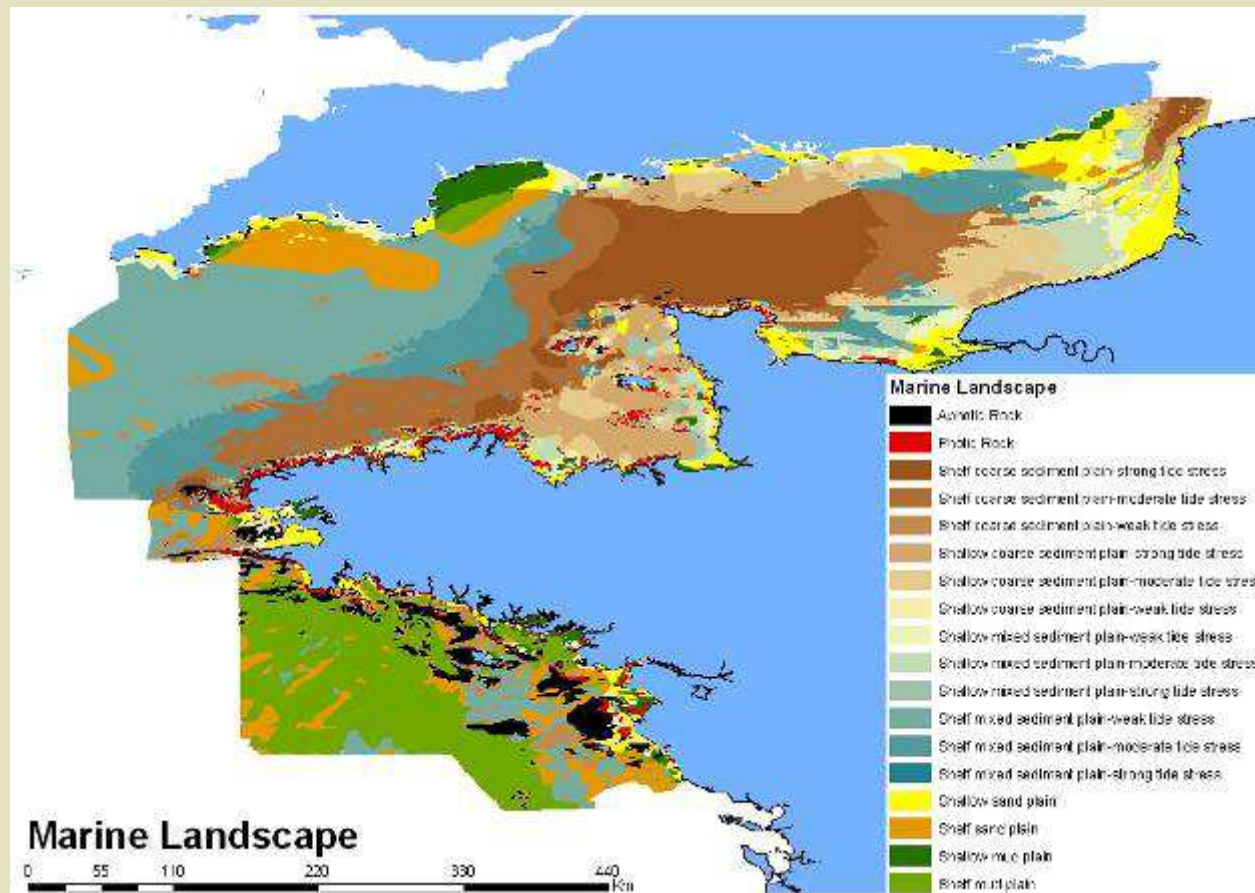 Marine Landscape
Aphotic Rock
Photic Rock
Shelf coarse sediment plain-strong tide stress
Shelf coarse sediment plain-moderate tide stress
Shelf coarse sediment plain-weak tide stress
Shallow coarse sediment plain-strong tide stress
Shallow coarse sediment plain-moderate tide stress
Shallow coarse sediment plain-weak tide stress
Shallow mixed sediment plain-weak tide stress
Shallow mixed sediment plain-moderate tide stress
Shallow mixed sediment plain-strong tide stress
Shelf mixed sediment plain-weak tide stress
Shelf mixed sediment plain-moderate tide stress
Shelf mixed sediment plain-strong tide stress
Shallow sand plain
Shelf sand plain
Shallow mud plain
Shelf mud plain
Marine Landscape
0 55 110 220 330 440
Km